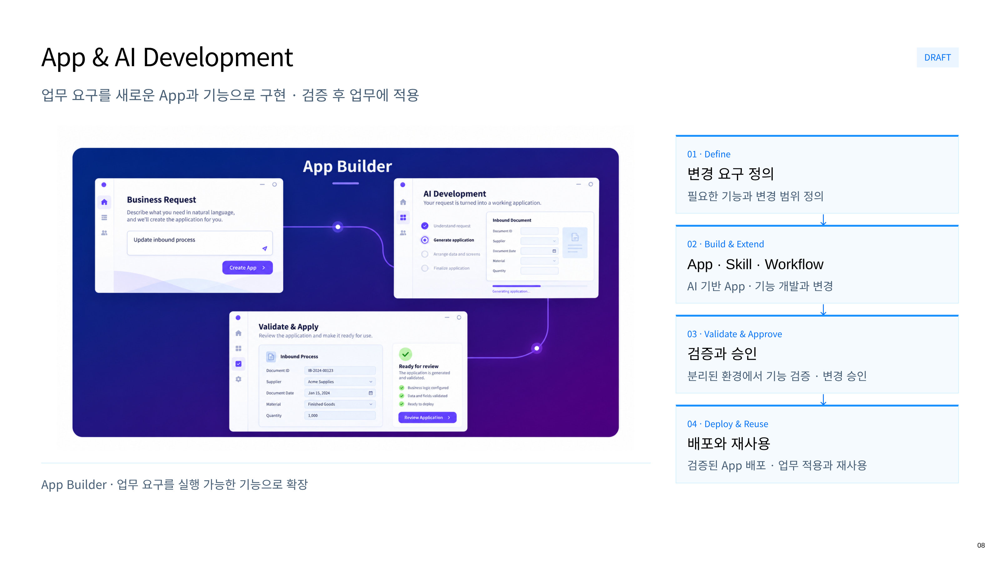 App & AI Development
DRAFT
업무 요구를 새로운 App과 기능으로 구현 · 검증 후 업무에 적용
App Builder
Business Request
Describe what you need in natural language,
and we'll create the application for you.
Update inbound process
Create App
AI Development
Your request is turned into a working application.
Understand request
Generate application
Arrange data and screens
Finalize application
Inbound Document
Document ID
Supplier
Document Date
Material
Quantity
Generating application...
Validate & Apply
Review the application and make it ready for use.
Inbound Process
Document ID
IB-2024-00123
Supplier
Acme Supplies
Document Date
Jan 15, 2024
Material
Finished Goods
Quantity
1,000
Ready for review
The application is generated
and validated.
Business logic configured
Data and fields validated
Ready to deploy
Review Application
App Builder · 업무 요구를 실행 가능한 기능으로 확장
01 · Define
변경 요구 정의
필요한 기능과 변경 범위 정의
02 · Build & Extend
App · Skill · Workflow
AI 기반 App · 기능 개발과 변경
03 · Validate & Approve
검증과 승인
분리된 환경에서 기능 검증 · 변경 승인
04 · Deploy & Reuse
배포와 재사용
검증된 App 배포 · 업무 적용과 재사용
08